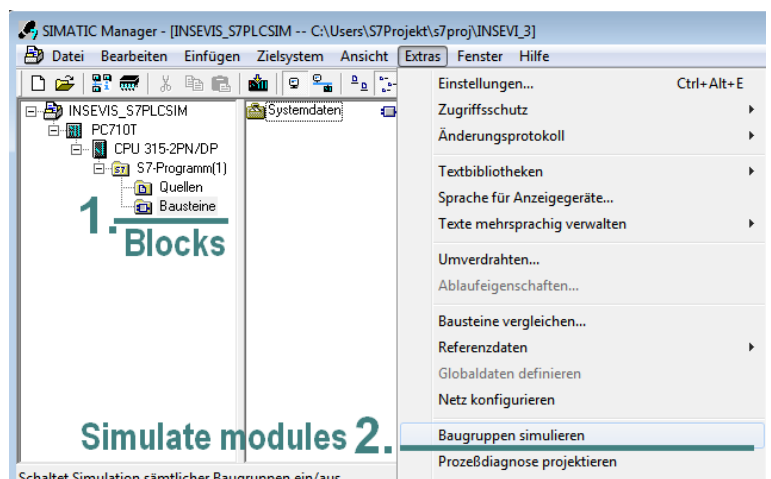 SIMATIC Manager - [INSEVIS_S7PLCSIM -- C:\Users\S7Projekt\s7proj\INSEVI_3]
Datei Bearbeiten Einfügen Zielsystem Ansicht Extras Fenster Hilfe
INSEVIS_S7PLCSIM
PC710T
CPU 315-2PN/DP
S7-Programm(1)
Quellen
Bausteine
1.
Blocks
Systemdaten
Einstellungen... Ctrl+Alt+E
Zugriffsschutz
Änderungsprotokoll
Textbibliotheken
Sprache für Anzeigegeräte...
Texte mehrsprachig verwalten
Umverdrahten...
Ablaufeigenschaften...
Bausteine vergleichen...
Referenzdaten
Globaldaten definieren
Netz konfigurieren
Simulate modules 2.
Baugruppen simulieren
Prozeßdiagnose projektieren
Schaltet Simulation sämtlicher Baugruppen ein/aus